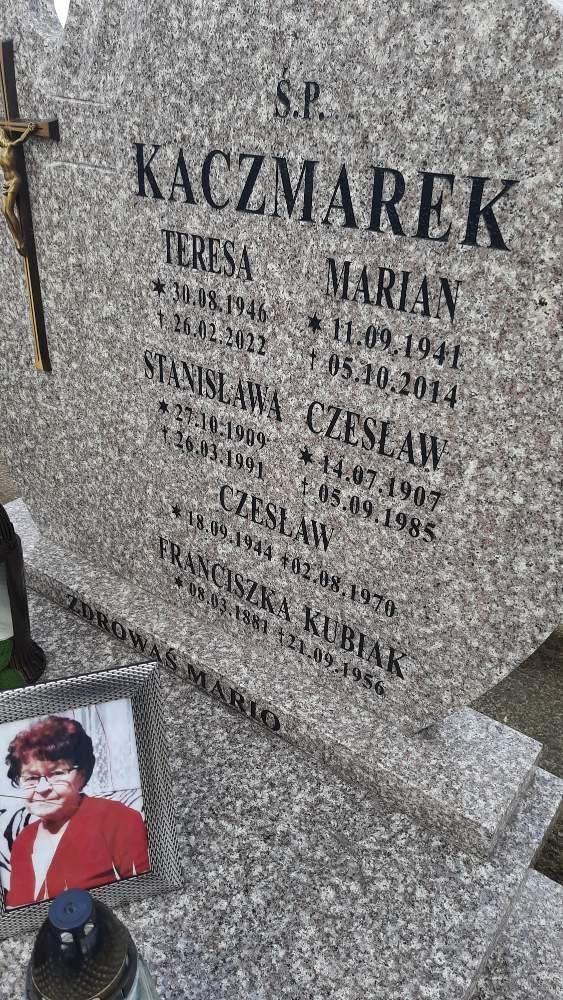 Ś.P.
KACZMAREK
TERESA
★ 30.08.1946
† 26.02.2022
MARIAN
★ 11.09.1941
† 05.10.2014
STANISŁAWA
★ 27.10.1909
† 26.03.1991
CZESŁAW
★ 14.07.1907
† 05.09.1985
CZESŁAW
★ 18.09.1944 †02.08.1970
FRANCISZKA KUBIAK
★ 08.03.1881 †21.09.1956
ZDROWAŚ MARIO